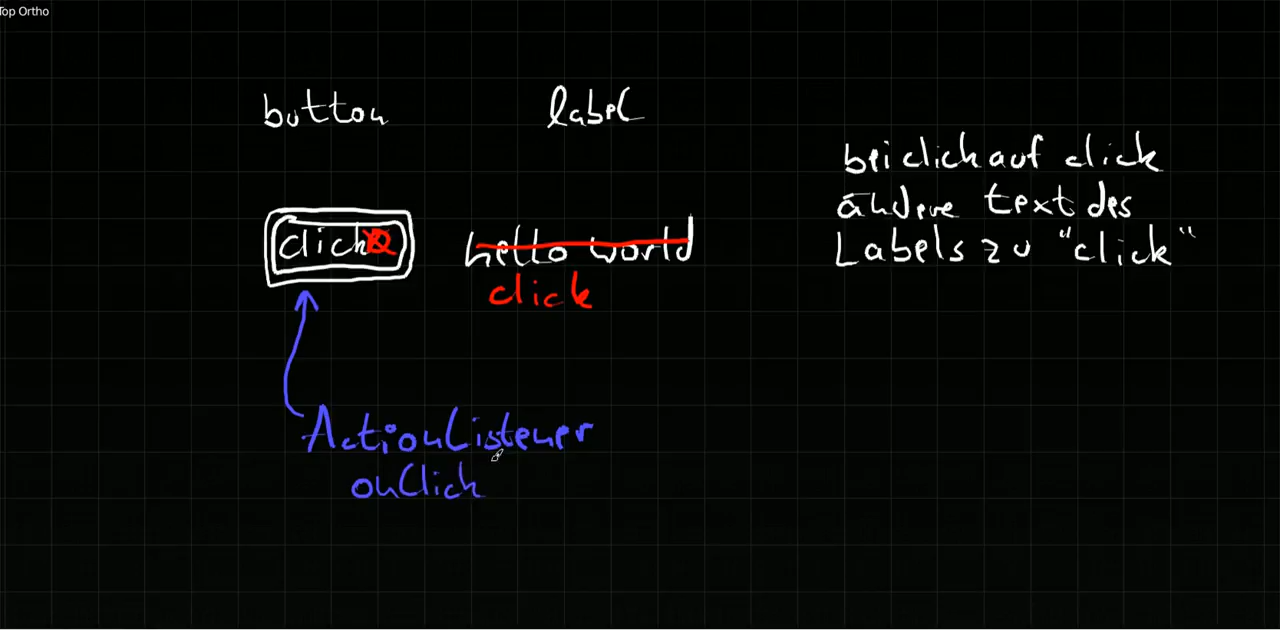 Top Ortho
button label
bei click auf click
ändere text des
Labels zu "click"
click hello world
click
ActionListener
onClick